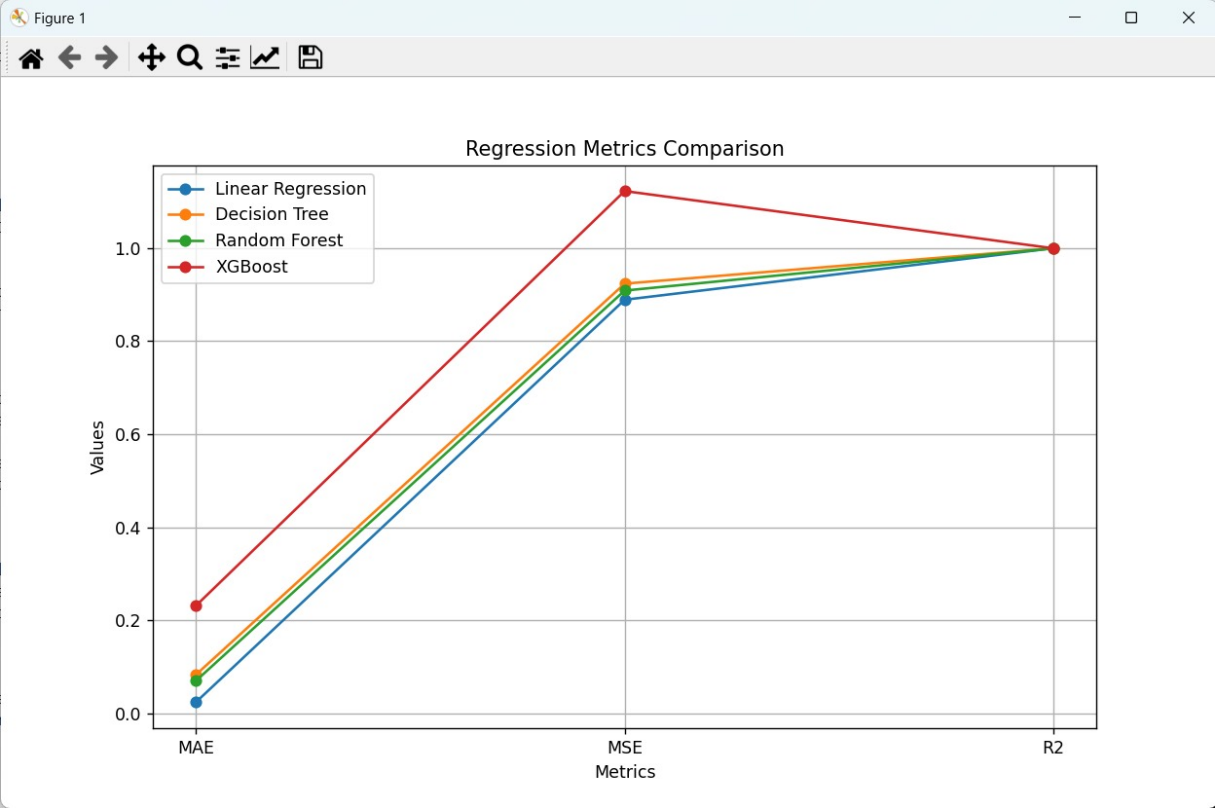 Figure 1
Regression Metrics Comparison
Linear Regression
Decision Tree
Random Forest
XGBoost
1.0
0.8
0.6
0.4
0.2
0.0
Values
MAE
MSE
R2
Metrics